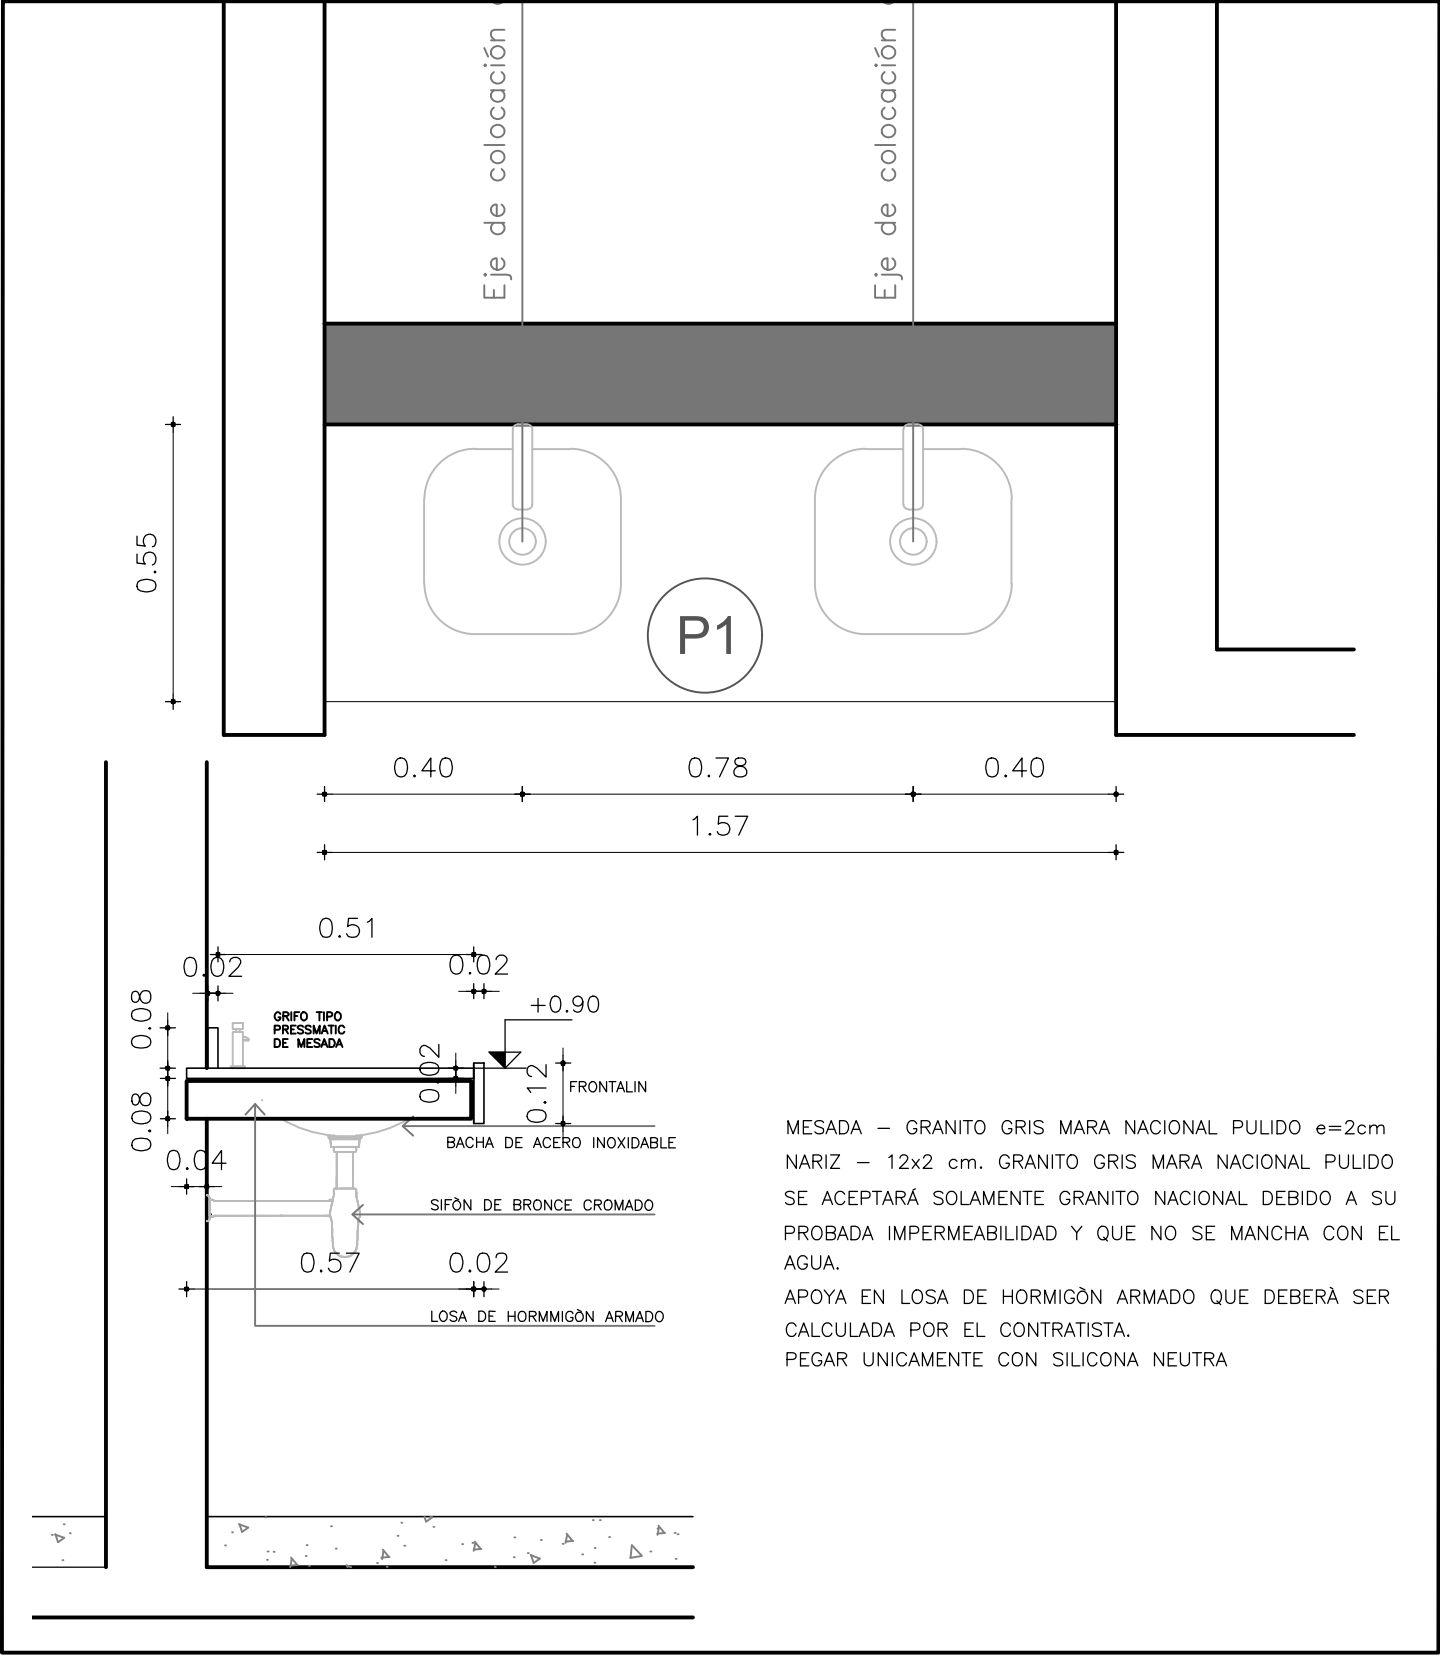 Eje de colocación
Eje de colocación
0.55
P1
0.40
0.78
0.40
1.57
0.51
0.02
0.02
0.08
+0.90
GRIFO TIPO
PRESSMATIC
DE MESADA
0.02
0.12
FRONTALIN
0.08
BACHA DE ACERO INOXIDABLE
0.04
SIFÒN DE BRONCE CROMADO
0.57
0.02
LOSA DE HORMMIGÒN ARMADO
MESADA – GRANITO GRIS MARA NACIONAL PULIDO e=2cm
NARIZ – 12x2 cm. GRANITO GRIS MARA NACIONAL PULIDO
SE ACEPTARÁ SOLAMENTE GRANITO NACIONAL DEBIDO A SU
PROBADA IMPERMEABILIDAD Y QUE NO SE MANCHA CON EL
AGUA.
APOYA EN LOSA DE HORMIGÒN ARMADO QUE DEBERÀ SER
CALCULADA POR EL CONTRATISTA.
PEGAR UNICAMENTE CON SILICONA NEUTRA